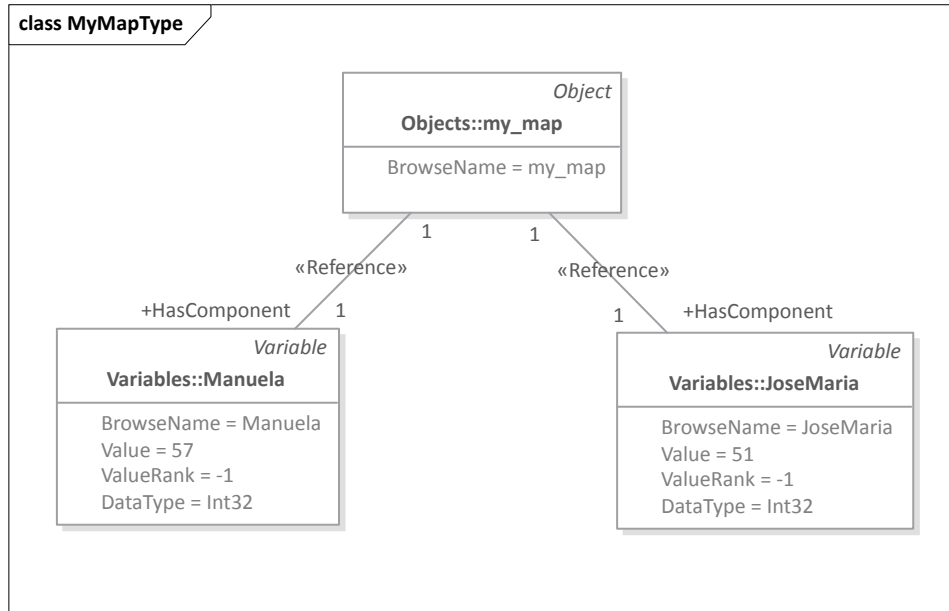 class MyMapType
Object
Objects::my_map
BrowseName = my_map
1
1
«Reference»
«Reference»
+HasComponent
1
1
+HasComponent
Variable
Variables::Manuela
BrowseName = Manuela
Value = 57
ValueRank = -1
DataType = Int32
Variable
Variables::JoseMaria
BrowseName = JoseMaria
Value = 51
ValueRank = -1
DataType = Int32